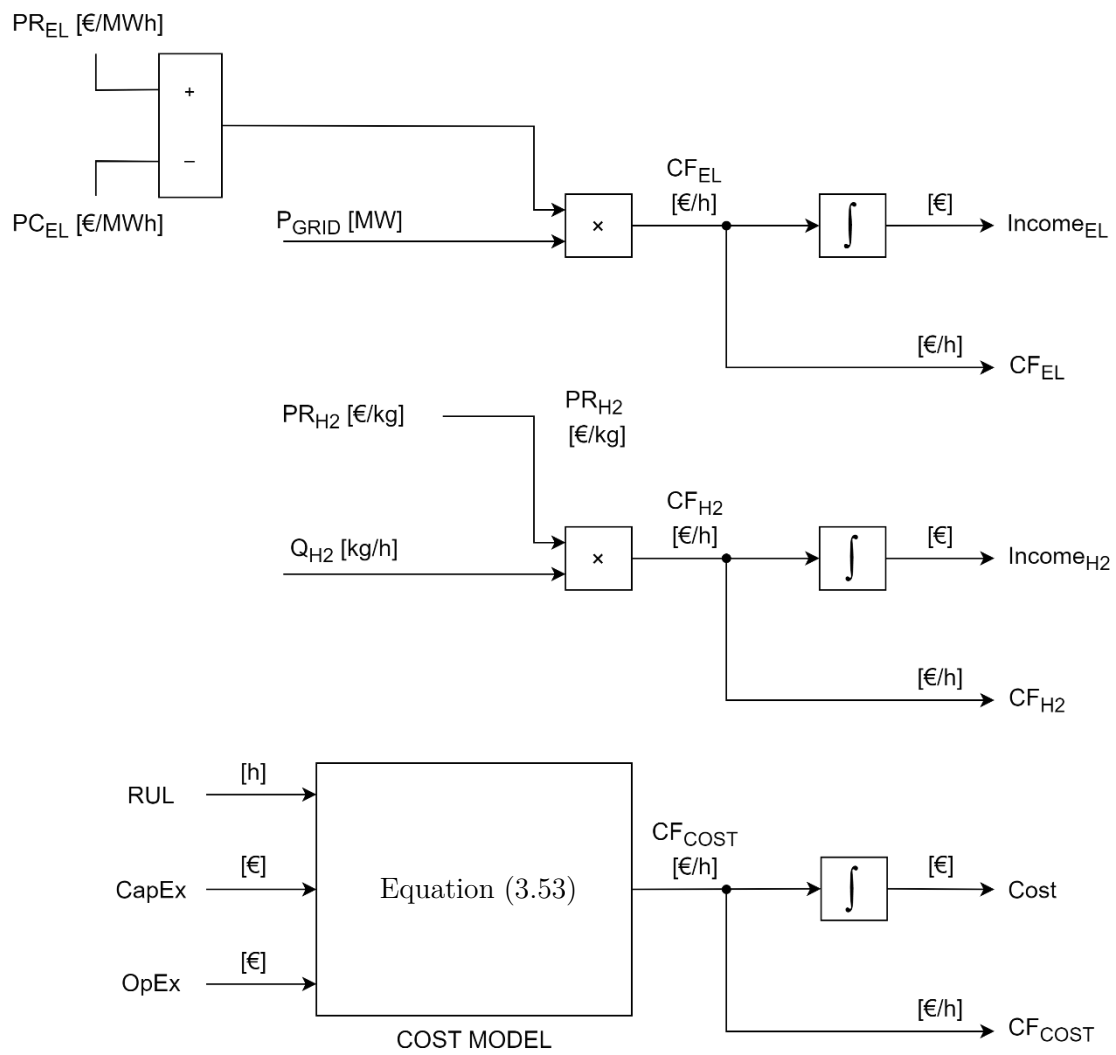 PR_EL [€/MWh]
+
−
PC_EL [€/MWh]
P_GRID [MW]
×
CF_EL
[€/h]
∫
[€]
Income_EL
[€/h]
CF_EL
PR_H2 [€/kg]
PR_H2
[€/kg]
Q_H2 [kg/h]
×
CF_H2
[€/h]
∫
[€]
Income_H2
[€/h]
CF_H2
RUL
[h]
CapEx
[€]
OpEx
[€]
Equation (3.53)
COST MODEL
CF_COST
[€/h]
∫
[€]
Cost
[€/h]
CF_COST